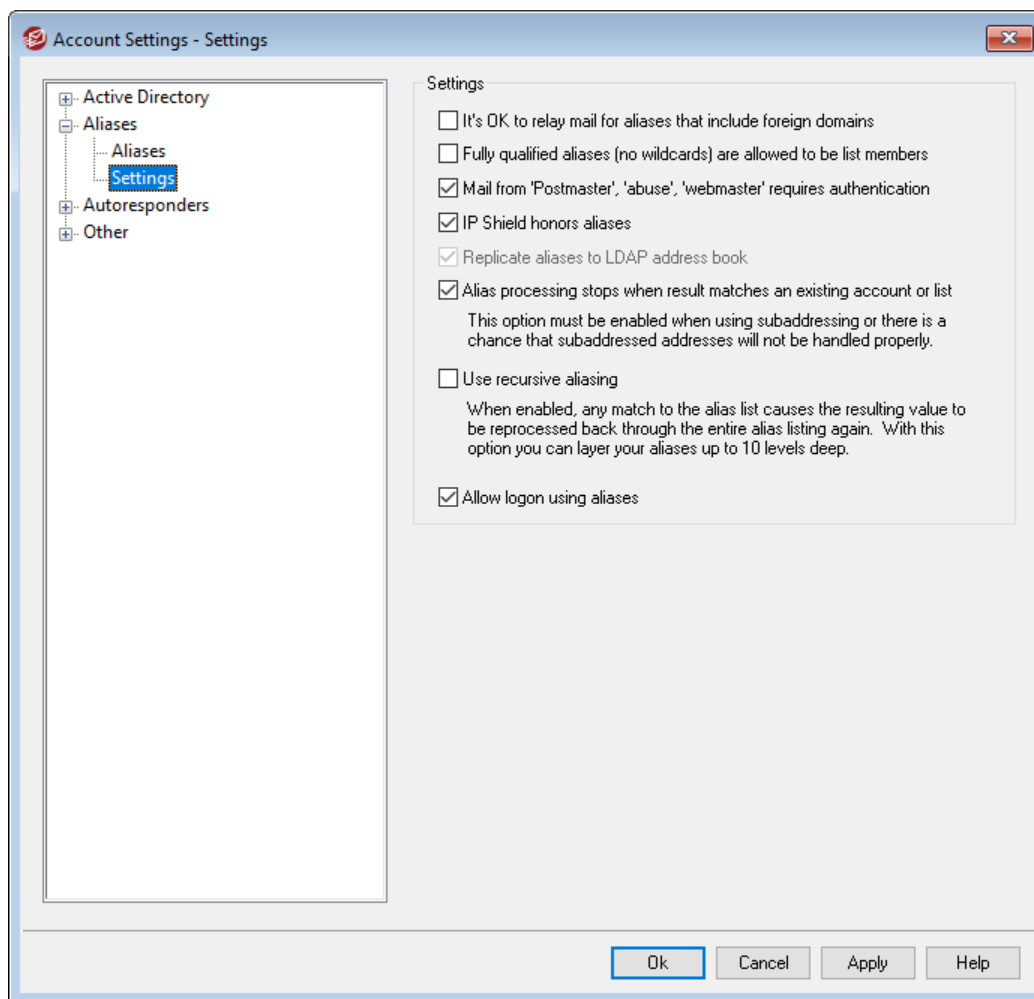 Account Settings - Settings
Active Directory
Aliases
Aliases
Settings
Autoresponders
Other
Settings
It's OK to relay mail for aliases that include foreign domains
Fully qualified aliases (no wildcards) are allowed to be list members
Mail from 'Postmaster', 'abuse', 'webmaster' requires authentication
IP Shield honors aliases
Replicate aliases to LDAP address book
Alias processing stops when result matches an existing account or list
This option must be enabled when using subaddressing or there is a
chance that subaddressed addresses will not be handled properly.
Use recursive aliasing
When enabled, any match to the alias list causes the resulting value to
be reprocessed back through the entire alias listing again.  With this
option you can layer your aliases up to 10 levels deep.
Allow logon using aliases
Ok
Cancel
Apply
Help